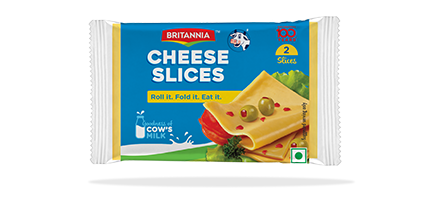 BRITANNIA
100
CHEESE
SLICES
2
Slices
Roll it. Fold it. Eat it.
Goodness of
COW'S
MILK